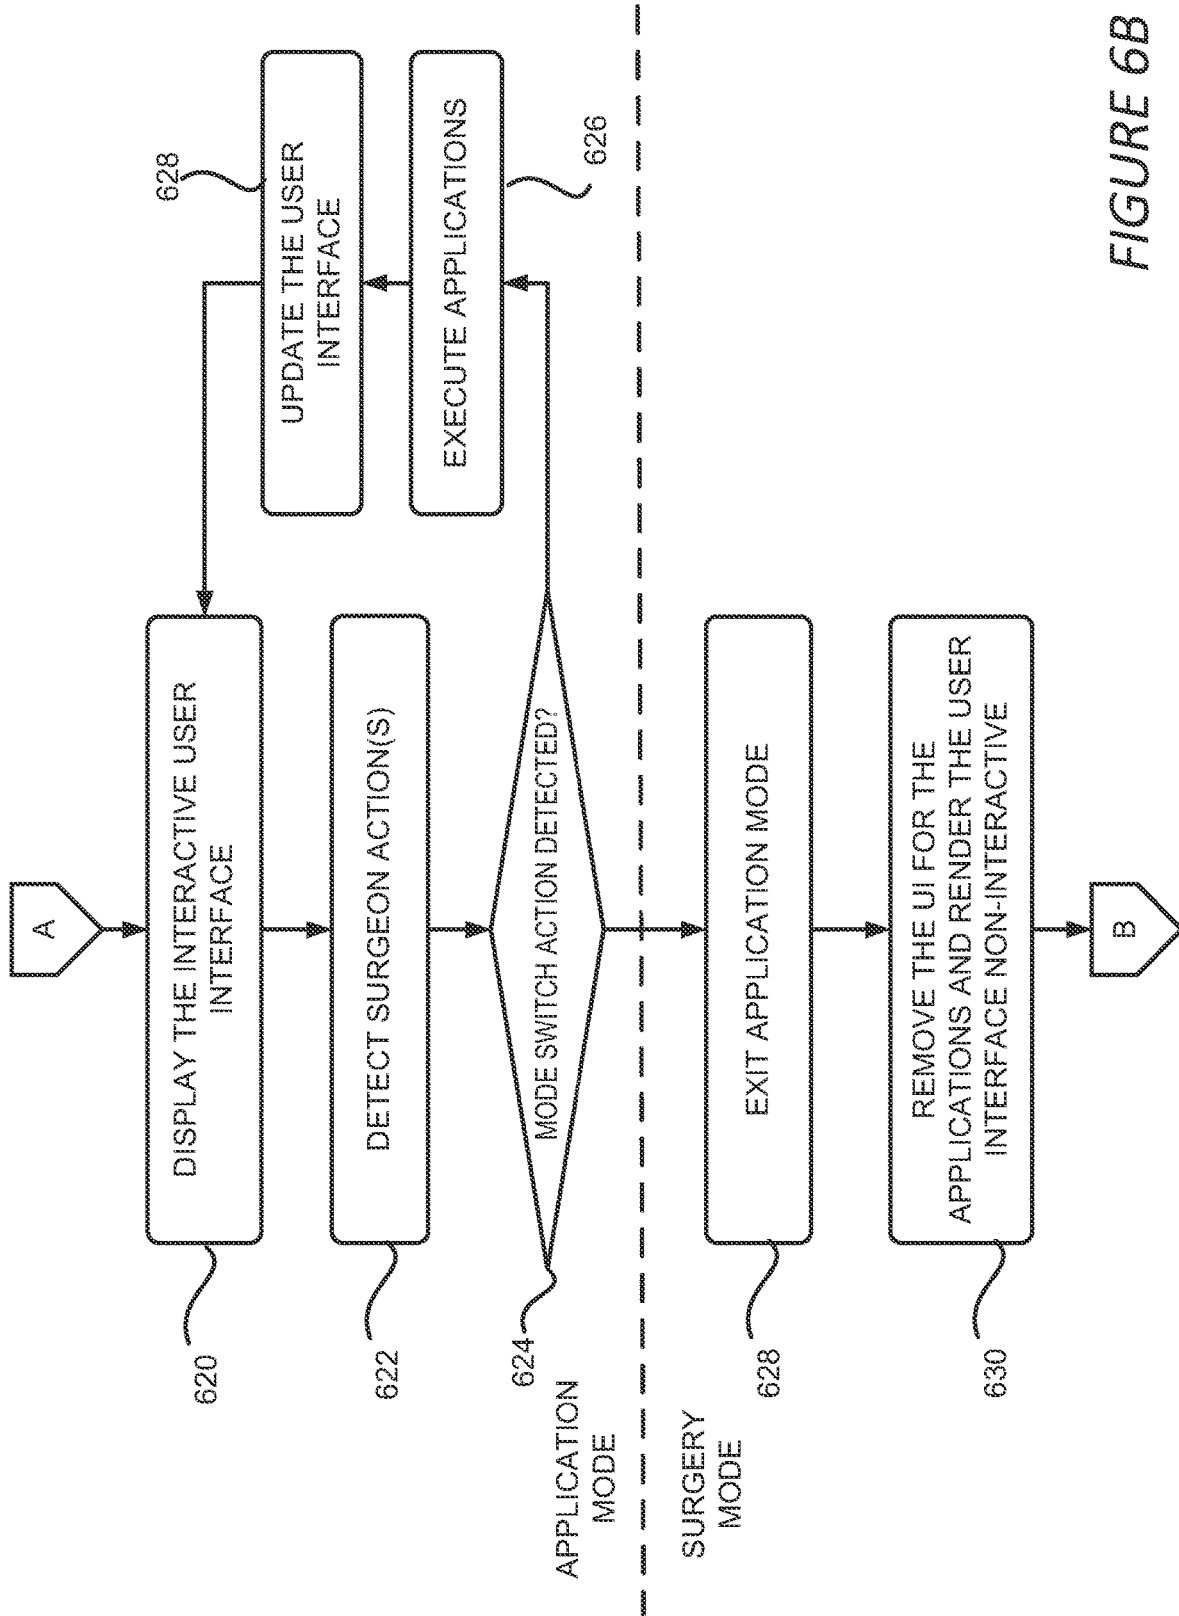 A
DISPLAY THE INTERACTIVE USER
INTERFACE
620
DETECT SURGEON ACTION(S)
622
MODE SWITCH ACTION DETECTED?
624
UPDATE THE USER
INTERFACE
628
EXECUTE APPLICATIONS
626
APPLICATION
MODE
SURGERY
MODE
EXIT APPLICATION MODE
628
REMOVE THE UI FOR THE
APPLICATIONS AND RENDER THE USER
INTERFACE NON-INTERACTIVE
630
B
FIGURE 6B